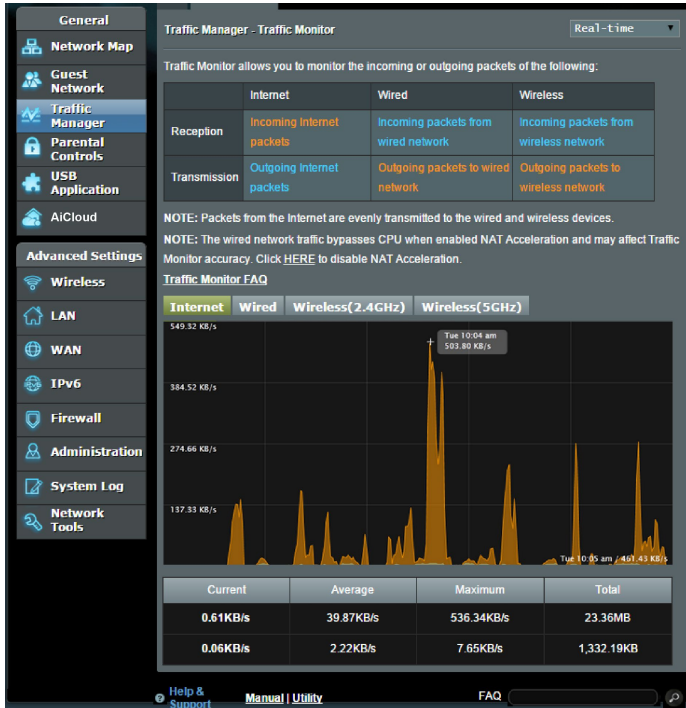 General
Network Map
Guest
Network
Traffic
Manager
Parental
Controls
USB
Application
AiCloud
Advanced Settings
Wireless
LAN
WAN
IPv6
Firewall
Administration
System Log
Network
Tools
Traffic Manager - Traffic Monitor
Real-time
Traffic Monitor allows you to monitor the incoming or outgoing packets of the following:
Internet Wired Wireless
Reception
Incoming Internet
packets
Incoming packets from
wired network
Incoming packets from
wireless network
Transmission
Outgoing Internet
packets
Outgoing packets to wired
network
Outgoing packets to
wireless network
NOTE: Packets from the Internet are evenly transmitted to the wired and wireless devices.
NOTE: The wired network traffic bypasses CPU when enabled NAT Acceleration and may affect Traffic
Monitor accuracy. Click HERE to disable NAT Acceleration.
Traffic Monitor FAQ
Internet Wired Wireless(2.4GHz) Wireless(5GHz)
549.32 KB/s
Tue 10:04 am
503.80 KB/s
384.52 KB/s
274.66 KB/s
137.33 KB/s
Tue 10:05 am / 461.43 KB/s
Current Average Maximum Total
0.61KB/s 39.87KB/s 536.34KB/s 23.36MB
0.06KB/s 2.22KB/s 7.65KB/s 1,332.19KB
Help &
Support
Manual | Utility
FAQ